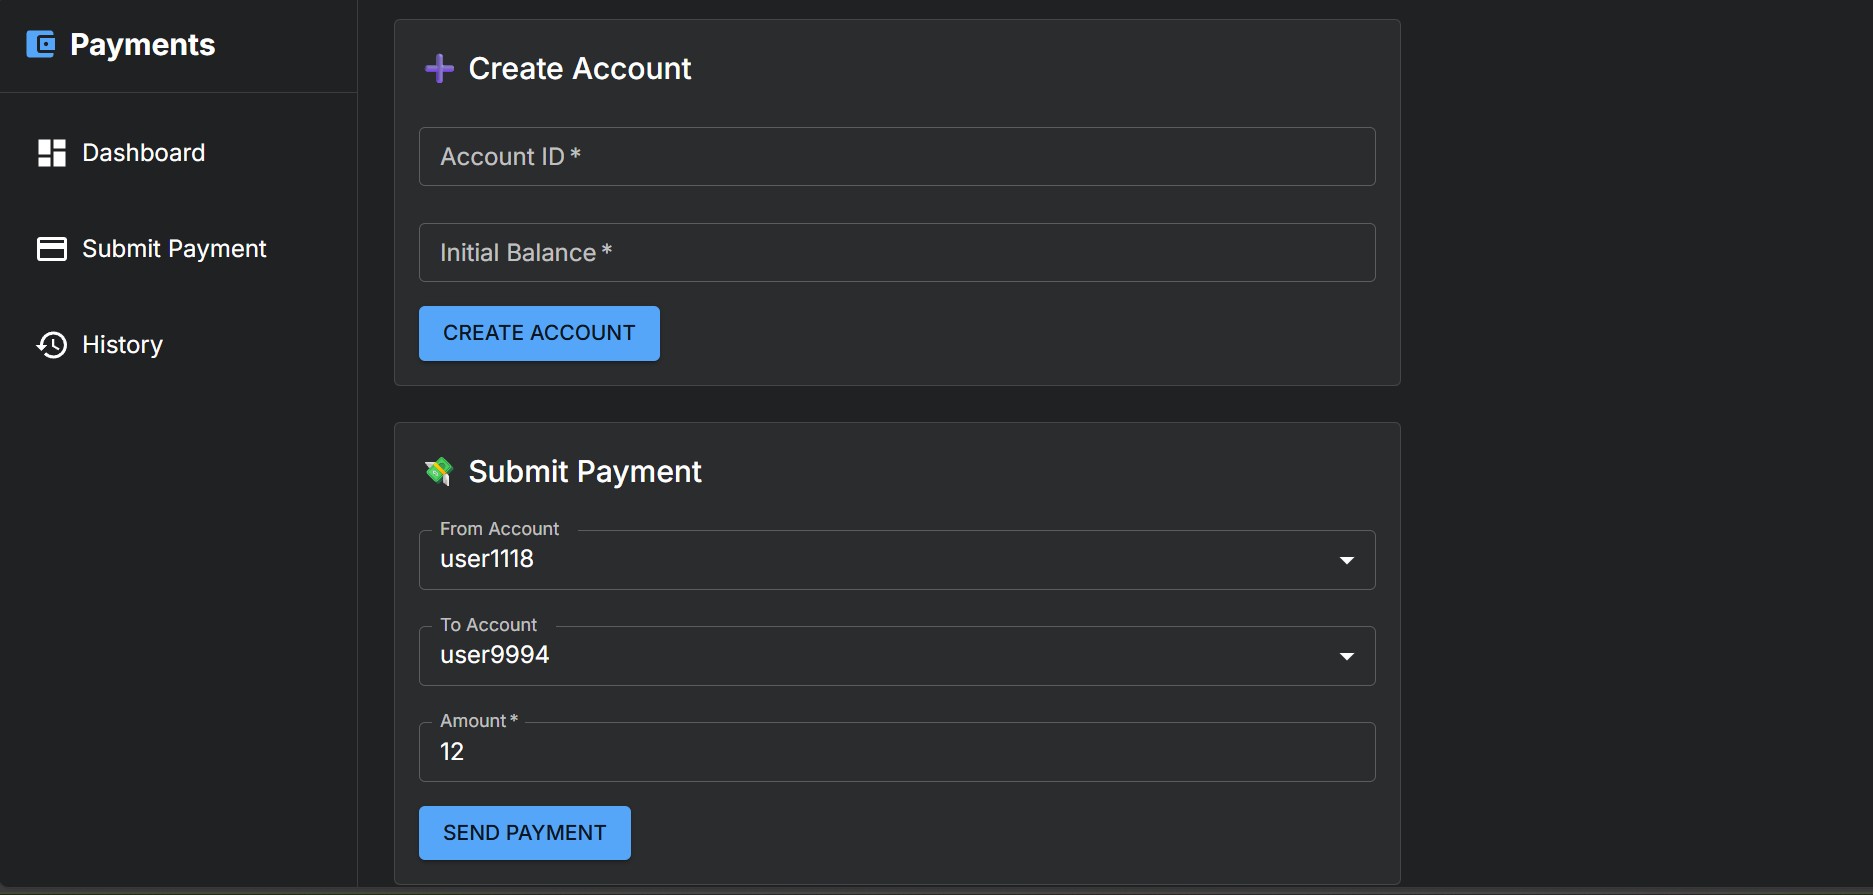 Payments
Dashboard
Submit Payment
History
Create Account
Account ID *
Initial Balance *
CREATE ACCOUNT
Submit Payment
From Account
user1118
To Account
user9994
Amount *
12
SEND PAYMENT